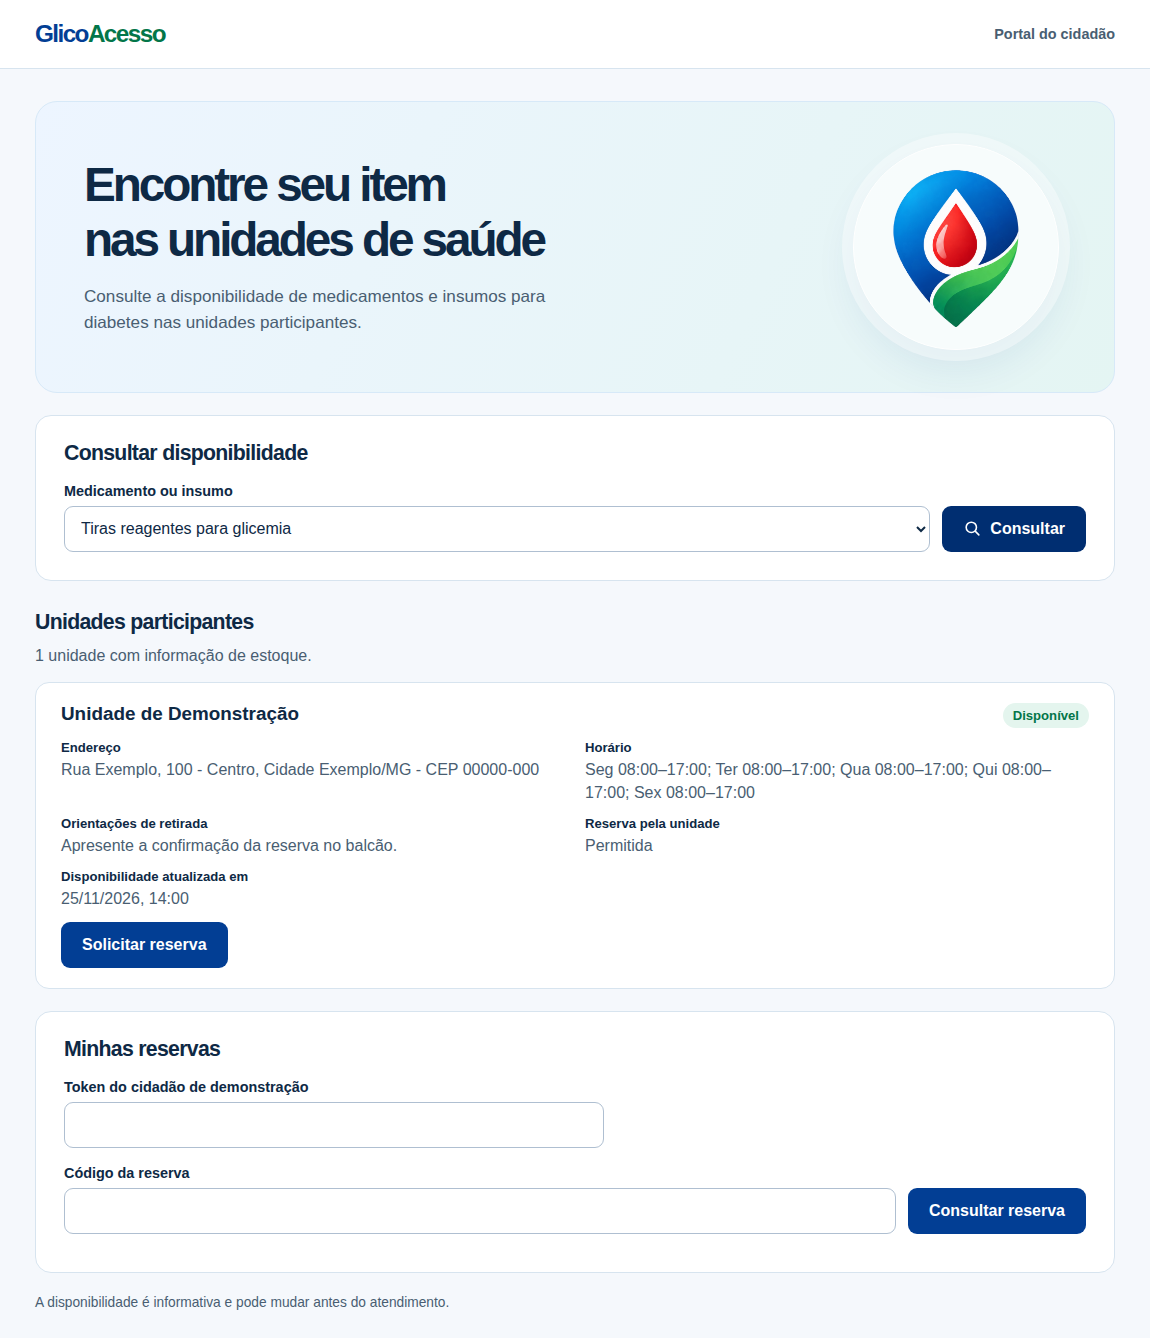 GlicoAcesso
Portal do cidadão
Encontre seu item
nas unidades de saúde
Consulte a disponibilidade de medicamentos e insumos para
diabetes nas unidades participantes.
Consultar disponibilidade
Medicamento ou insumo
Tiras reagentes para glicemia
Consultar
Unidades participantes
1 unidade com informação de estoque.
Unidade de Demonstração
Disponível
Endereço
Rua Exemplo, 100 - Centro, Cidade Exemplo/MG - CEP 00000-000
Horário
Seg 08:00–17:00; Ter 08:00–17:00; Qua 08:00–17:00; Qui 08:00–
17:00; Sex 08:00–17:00
Orientações de retirada
Apresente a confirmação da reserva no balcão.
Reserva pela unidade
Permitida
Disponibilidade atualizada em
25/11/2026, 14:00
Solicitar reserva
Minhas reservas
Token do cidadão de demonstração
Código da reserva
Consultar reserva
A disponibilidade é informativa e pode mudar antes do atendimento.